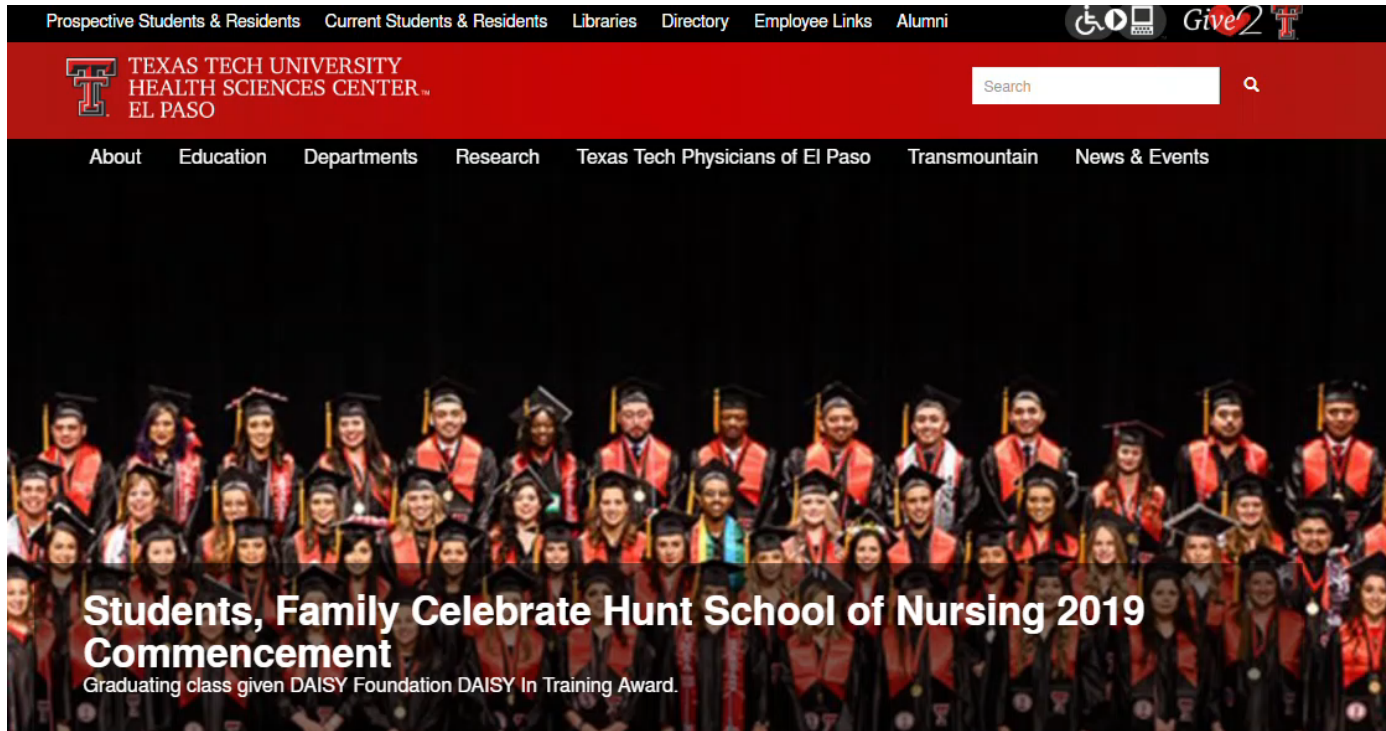 Prospective Students & Residents Current Students & Residents Libraries Directory Employee Links Alumni Give2
TEXAS TECH UNIVERSITY
HEALTH SCIENCES CENTER™
EL PASO
Search
About Education Departments Research Texas Tech Physicians of El Paso Transmountain News & Events
Students, Family Celebrate Hunt School of Nursing 2019
Commencement
Graduating class given DAISY Foundation DAISY In Training Award.